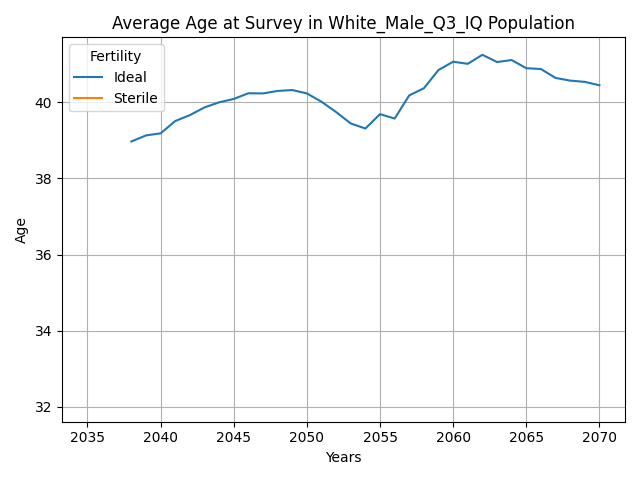 Average Age at Survey in White_Male_Q3_IQ Population
Fertility
Ideal
Sterile
40
38
36
34
32
Age
2035 2040 2045 2050 2055 2060 2065 2070
Years